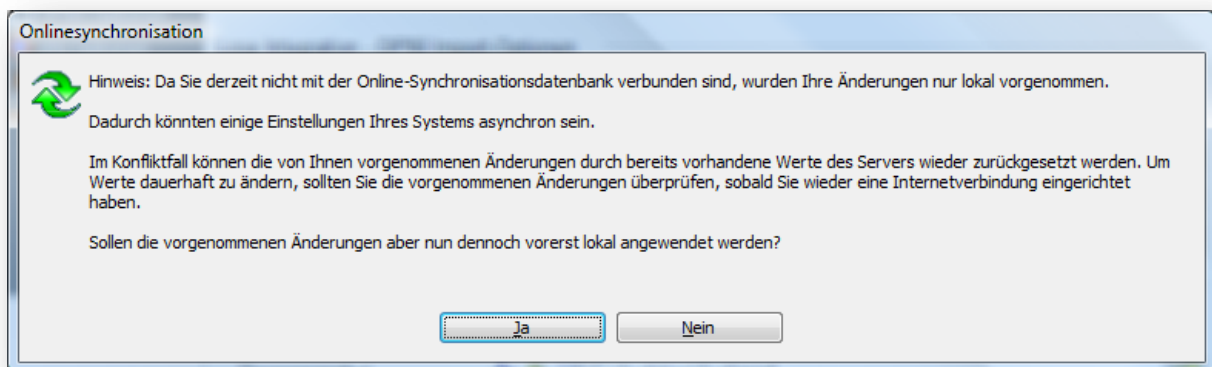 Onlinesynchronisation
Hinweis: Da Sie derzeit nicht mit der Online-Synchronisationsdatenbank verbunden sind, wurden Ihre Änderungen nur lokal vorgenommen.
Dadurch könnten einige Einstellungen Ihres Systems asynchron sein.
Im Konfliktfall können die von Ihnen vorgenommenen Änderungen durch bereits vorhandene Werte des Servers wieder zurückgesetzt werden. Um
Werte dauerhaft zu ändern, sollten Sie die vorgenommenen Änderungen überprüfen, sobald Sie wieder eine Internetverbindung eingerichtet
haben.
Sollen die vorgenommenen Änderungen aber nun dennoch vorerst lokal angewendet werden?
Ja
Nein